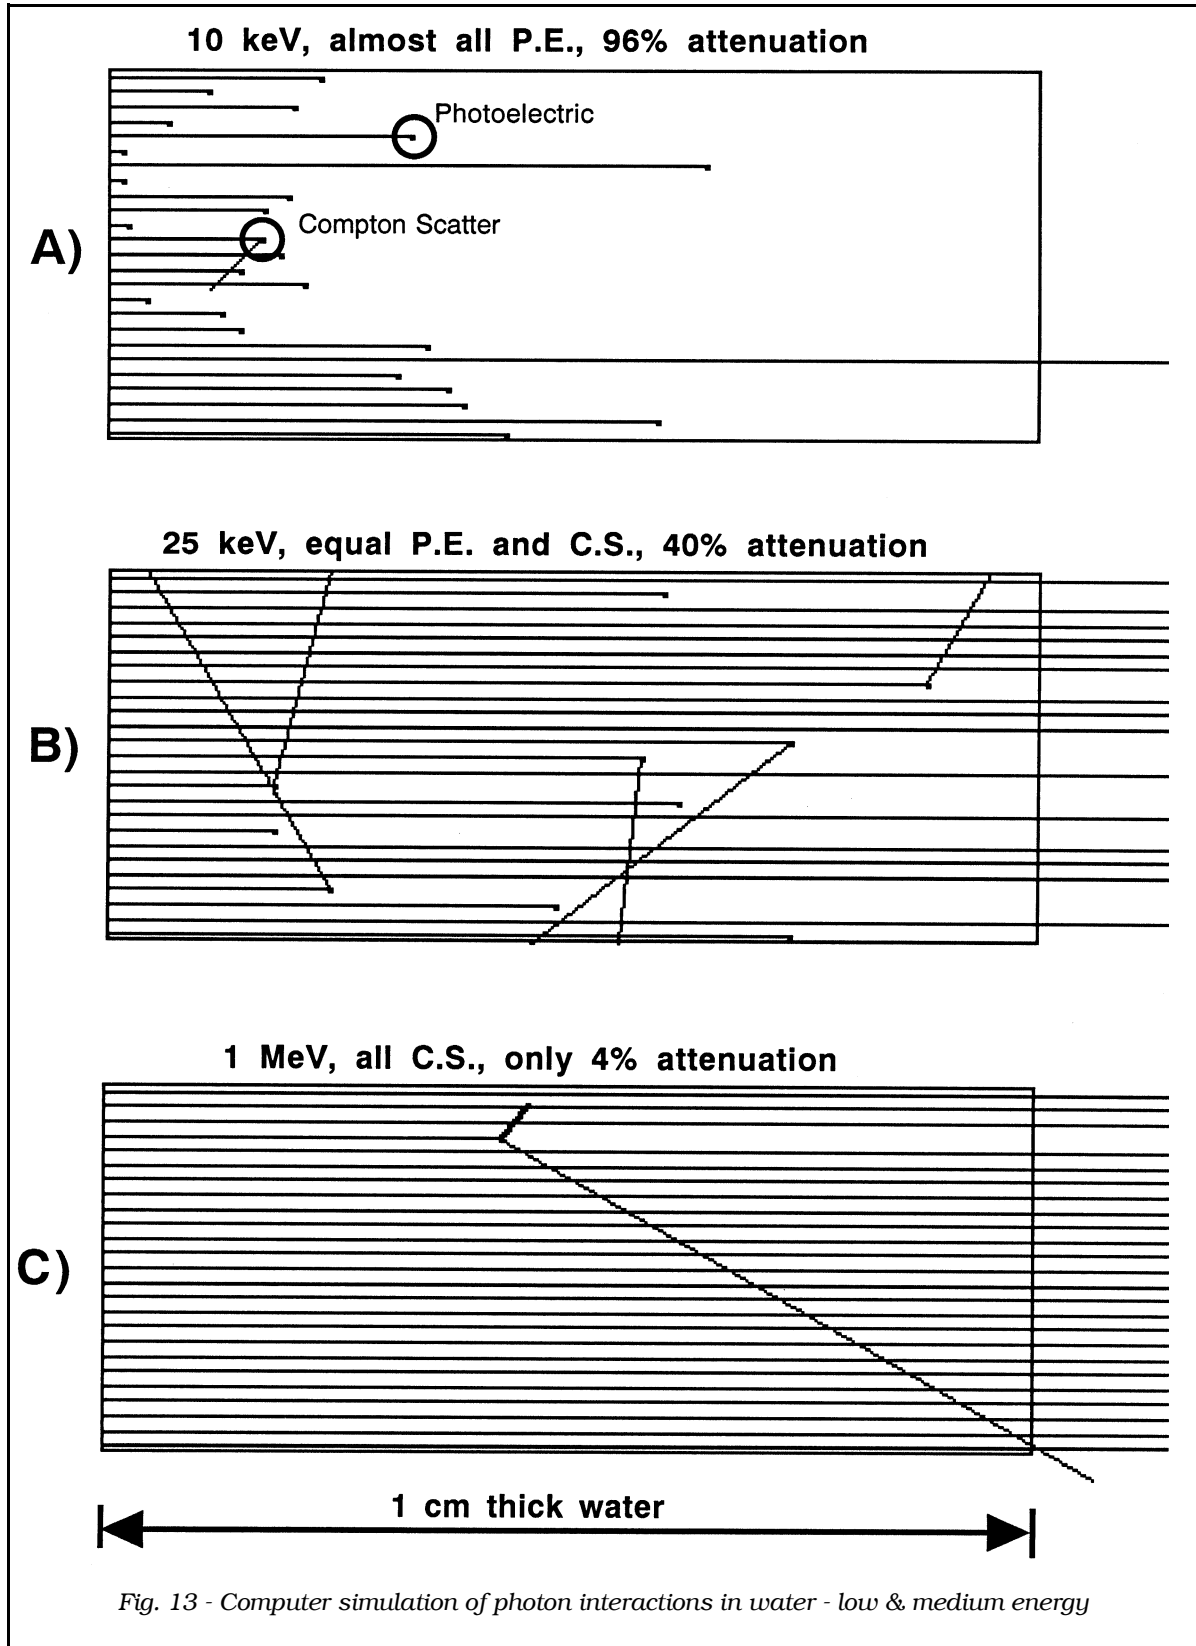 10 keV, almost all P.E., 96% attenuation
Photoelectric
Compton Scatter
A)
25 keV, equal P.E. and C.S., 40% attenuation
B)
1 MeV, all C.S., only 4% attenuation
C)
1 cm thick water
Fig. 13 - Computer simulation of photon interactions in water - low & medium energy